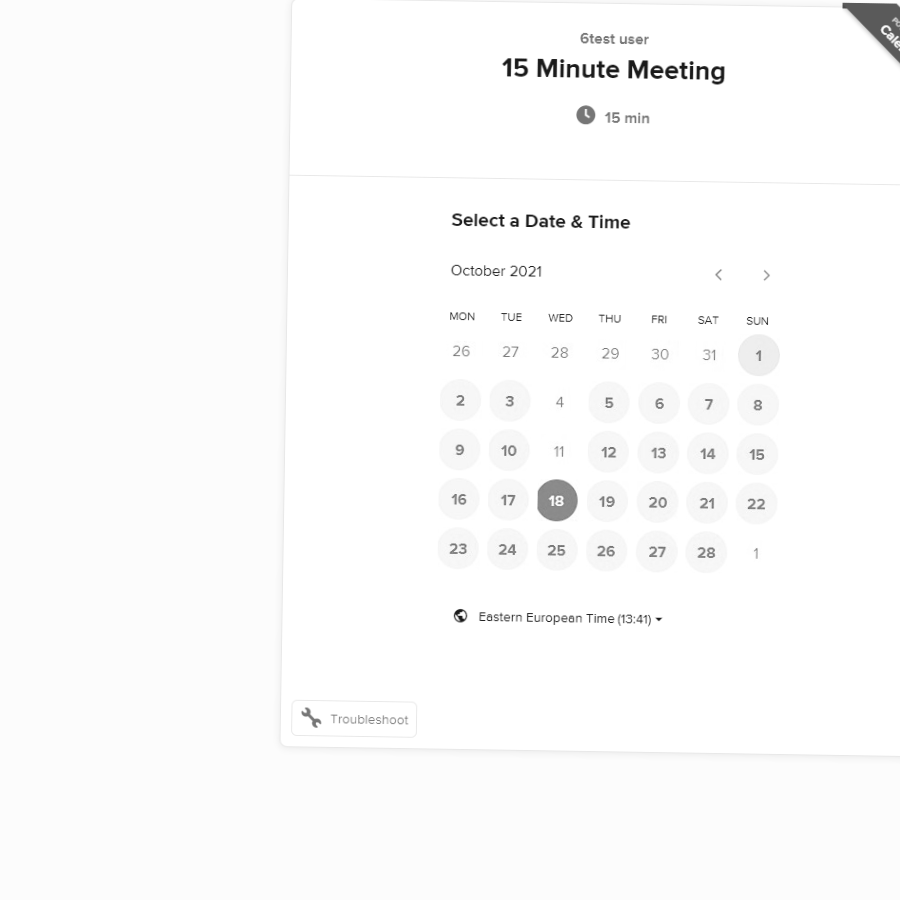 6test user
15 Minute Meeting
15 min
Select a Date & Time
October 2021
MON TUE WED THU FRI SAT SUN
26 27 28 29 30 31 1
2 3 4 5 6 7 8
9 10 11 12 13 14 15
16 17 18 19 20 21 22
23 24 25 26 27 28 1
Eastern European Time (13:41)
Troubleshoot